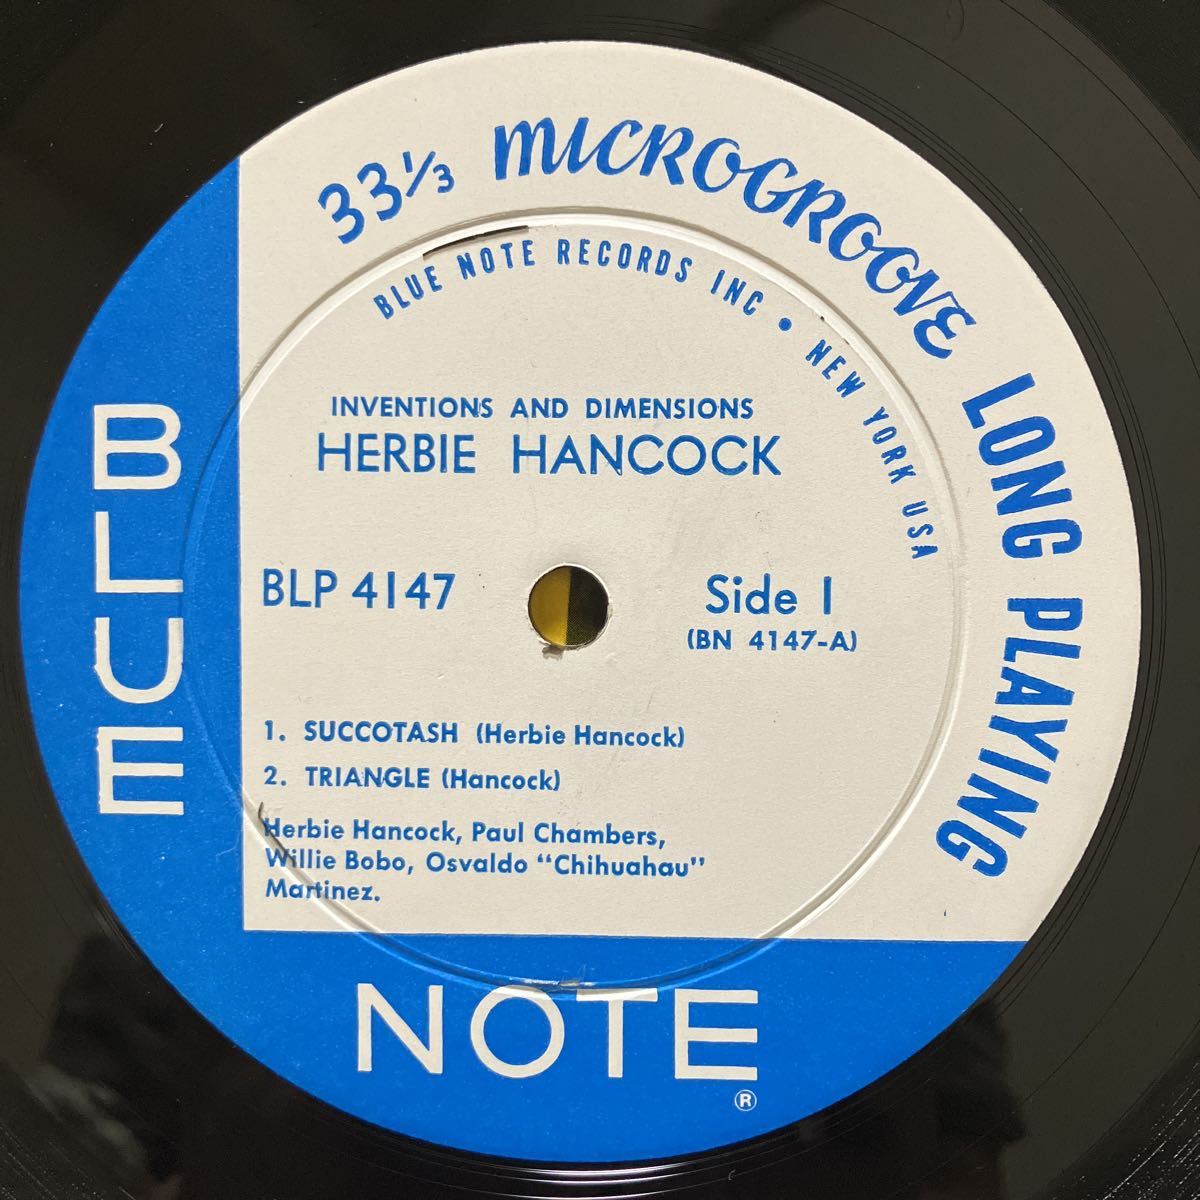 33⅓ MICROGROOVE LONG PLAYING
BLUE NOTE RECORDS INC • NEW YORK USA
INVENTIONS AND DIMENSIONS
HERBIE HANCOCK
BLP 4147
Side 1
(BN 4147-A)
1. SUCCOTASH (Herbie Hancock)
2. TRIANGLE (Hancock)
Herbie Hancock, Paul Chambers,
Willie Bobo, Osvaldo "Chihuahau"
Martinez.
BLUE
NOTE
®